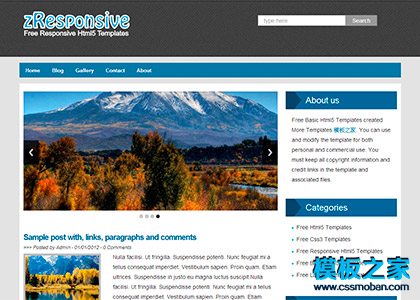 zResponsive
Free Responsive Html5 Templates
type here
Search
Home Blog Gallery Contact About
Sample post with, links, paragraphs and comments
>>> Posted by Admin - 01/01/2012 - 0 Comments
Nulla facilisi. Ut fringilla. Suspendisse potenti. Nunc feugiat mi a
tellus consequat imperdiet. Vestibulum sapien. Proin quam. Etiam
ultrices. Suspendisse in justo eu magna luctus suscipit.Nulla
facilisi. Ut fringilla. Suspendisse potenti. Nunc feugiat mi a
tellus consequat imperdiet. Vestibulum sapien. Proin quam. Etiam
About us
Free Basic Html5 Templates created
More Templates 模板之家. You can use
and modify the template for both
personal and commercial use. You
must keep all copyright information and
credit links in the template and
associated files.
Categories
Free Html5 Templates
Free Css3 Templates
Free Responsive Html5 Templates
Free
模板之家
www.cssmoban.com